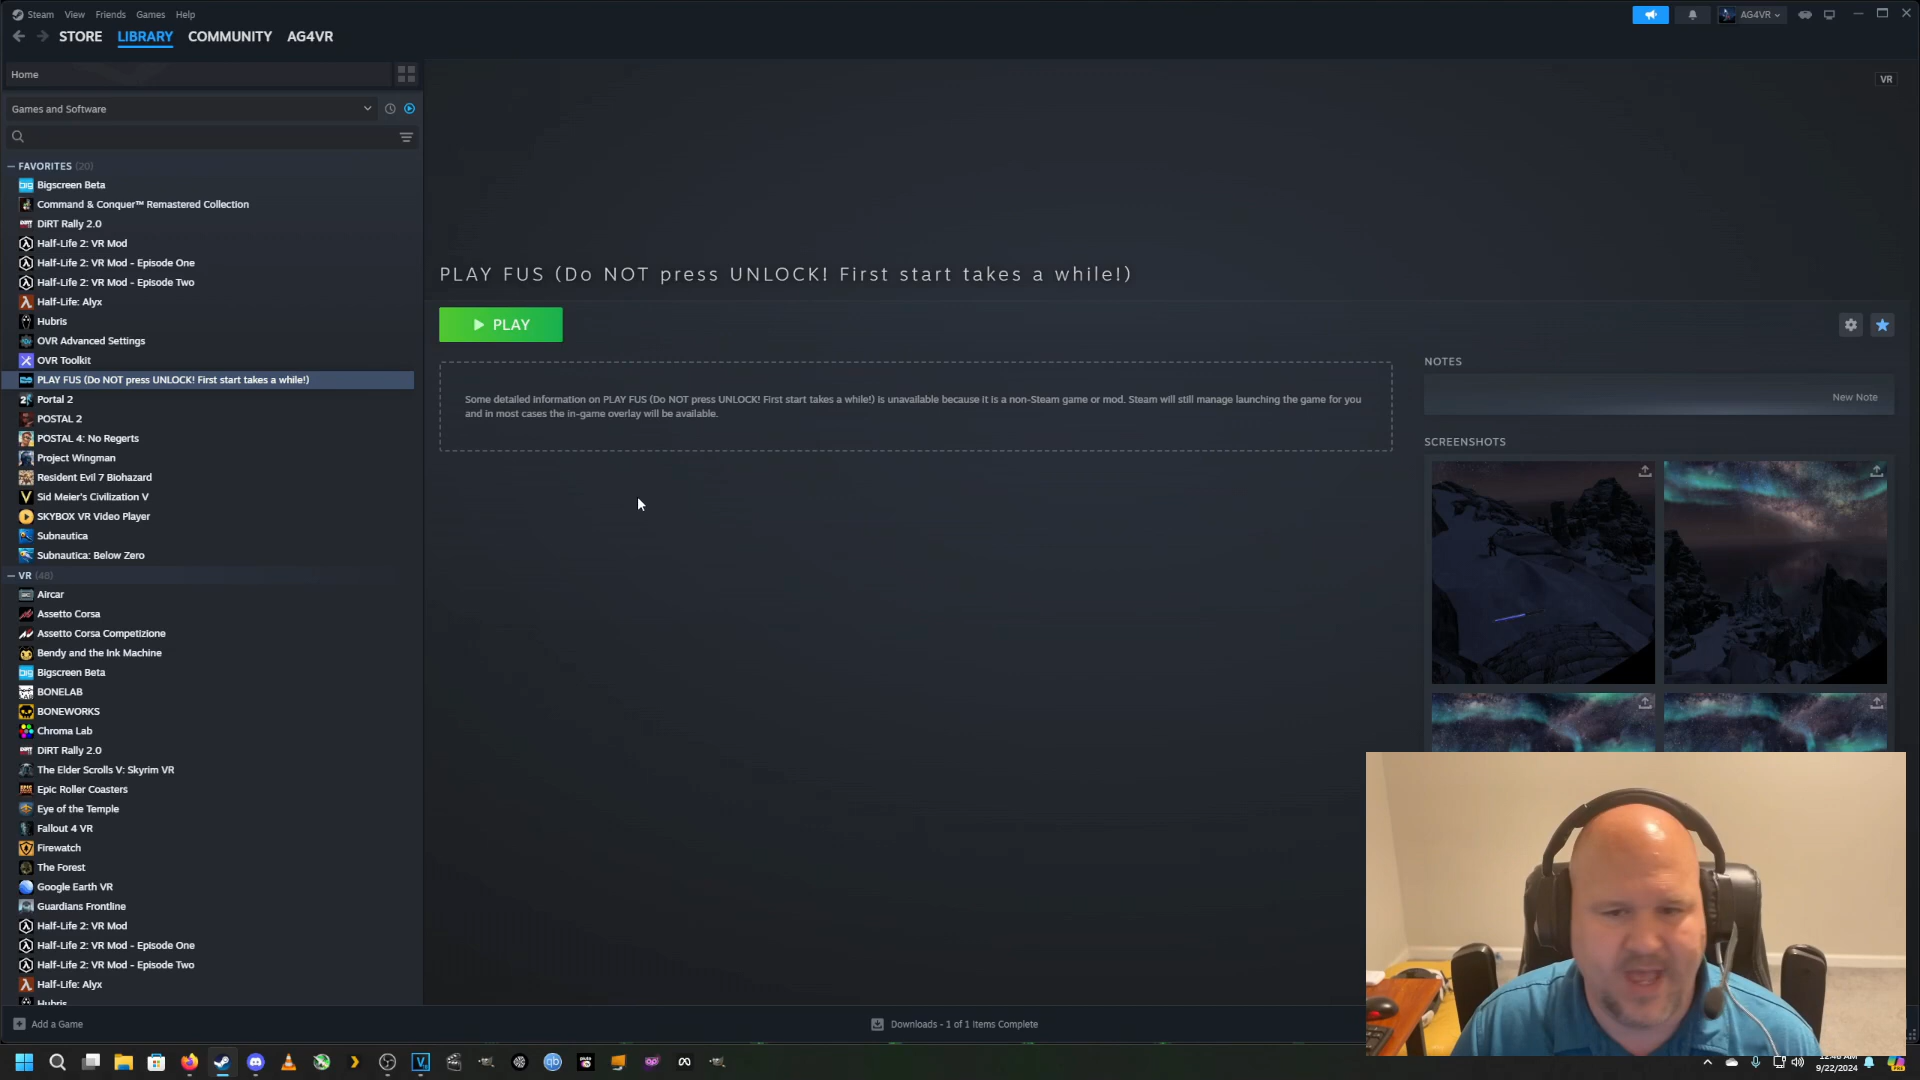 Steam View Friends Games Help AG4VR
STORE LIBRARY COMMUNITY AG4VR
Home
VR
Games and Software
FAVORITES (20)
Bigscreen Beta
Command & Conquer™ Remastered Collection
DiRT Rally 2.0
Half-Life 2: VR Mod
Half-Life 2: VR Mod - Episode One
Half-Life 2: VR Mod - Episode Two
Half-Life: Alyx
Hubris
OVR Advanced Settings
OVR Toolkit
PLAY FUS (Do NOT press UNLOCK! First start takes a while!)
Portal 2
POSTAL 2
POSTAL 4: No Regerts
Project Wingman
Resident Evil 7 Biohazard
Sid Meier's Civilization V
SKYBOX VR Video Player
Subnautica
Subnautica: Below Zero
VR (48)
Aircar
Assetto Corsa
Assetto Corsa Competizione
Bendy and the Ink Machine
Bigscreen Beta
BONELAB
BONEWORKS
Chroma Lab
DiRT Rally 2.0
The Elder Scrolls V: Skyrim VR
Epic Roller Coasters
Eye of the Temple
Fallout 4 VR
Firewatch
The Forest
Google Earth VR
Guardians Frontline
Half-Life 2: VR Mod
Half-Life 2: VR Mod - Episode One
Half-Life 2: VR Mod - Episode Two
Half-Life: Alyx
Hubris
Add a Game
PLAY FUS (Do NOT press UNLOCK! First start takes a while!)
PLAY
Some detailed information on PLAY FUS (Do NOT press UNLOCK! First start takes a while!) is unavailable because it is a non-Steam game or mod. Steam will still manage launching the game for you
and in most cases the in-game overlay will be available.
NOTES
New Note
SCREENSHOTS
Downloads - 1 of 1 Items Complete
9/22/2024